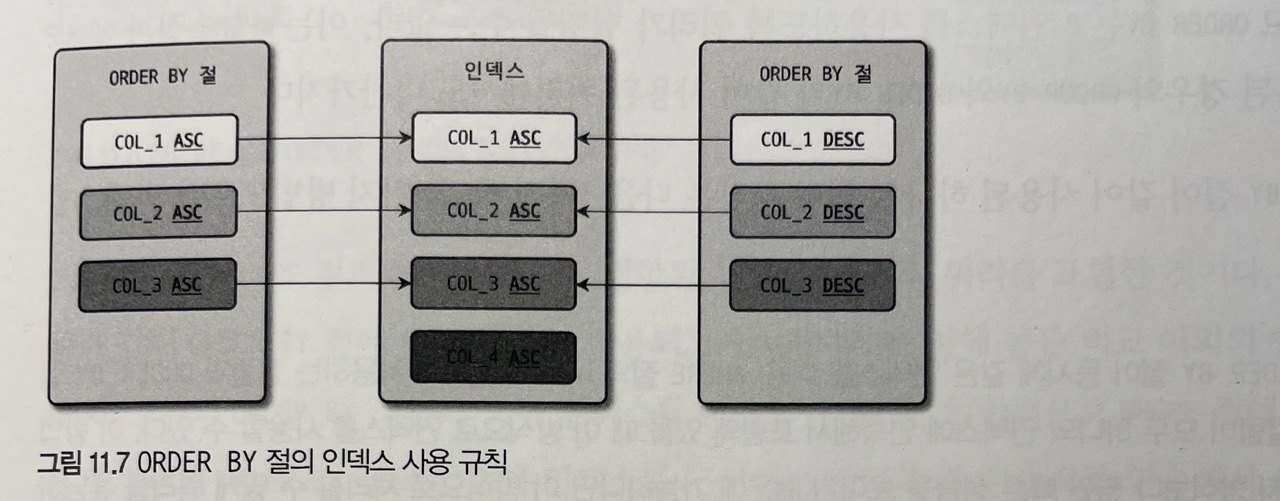 ORDER BY 절
인덱스
ORDER BY 절
COL_1 ASC
COL_1 ASC
COL_1 DESC
COL_2 ASC
COL_2 ASC
COL_2 DESC
COL_3 ASC
COL_3 ASC
COL_3 DESC
COL_4 ASC
그림 11.7 ORDER BY 절의 인덱스 사용 규칙